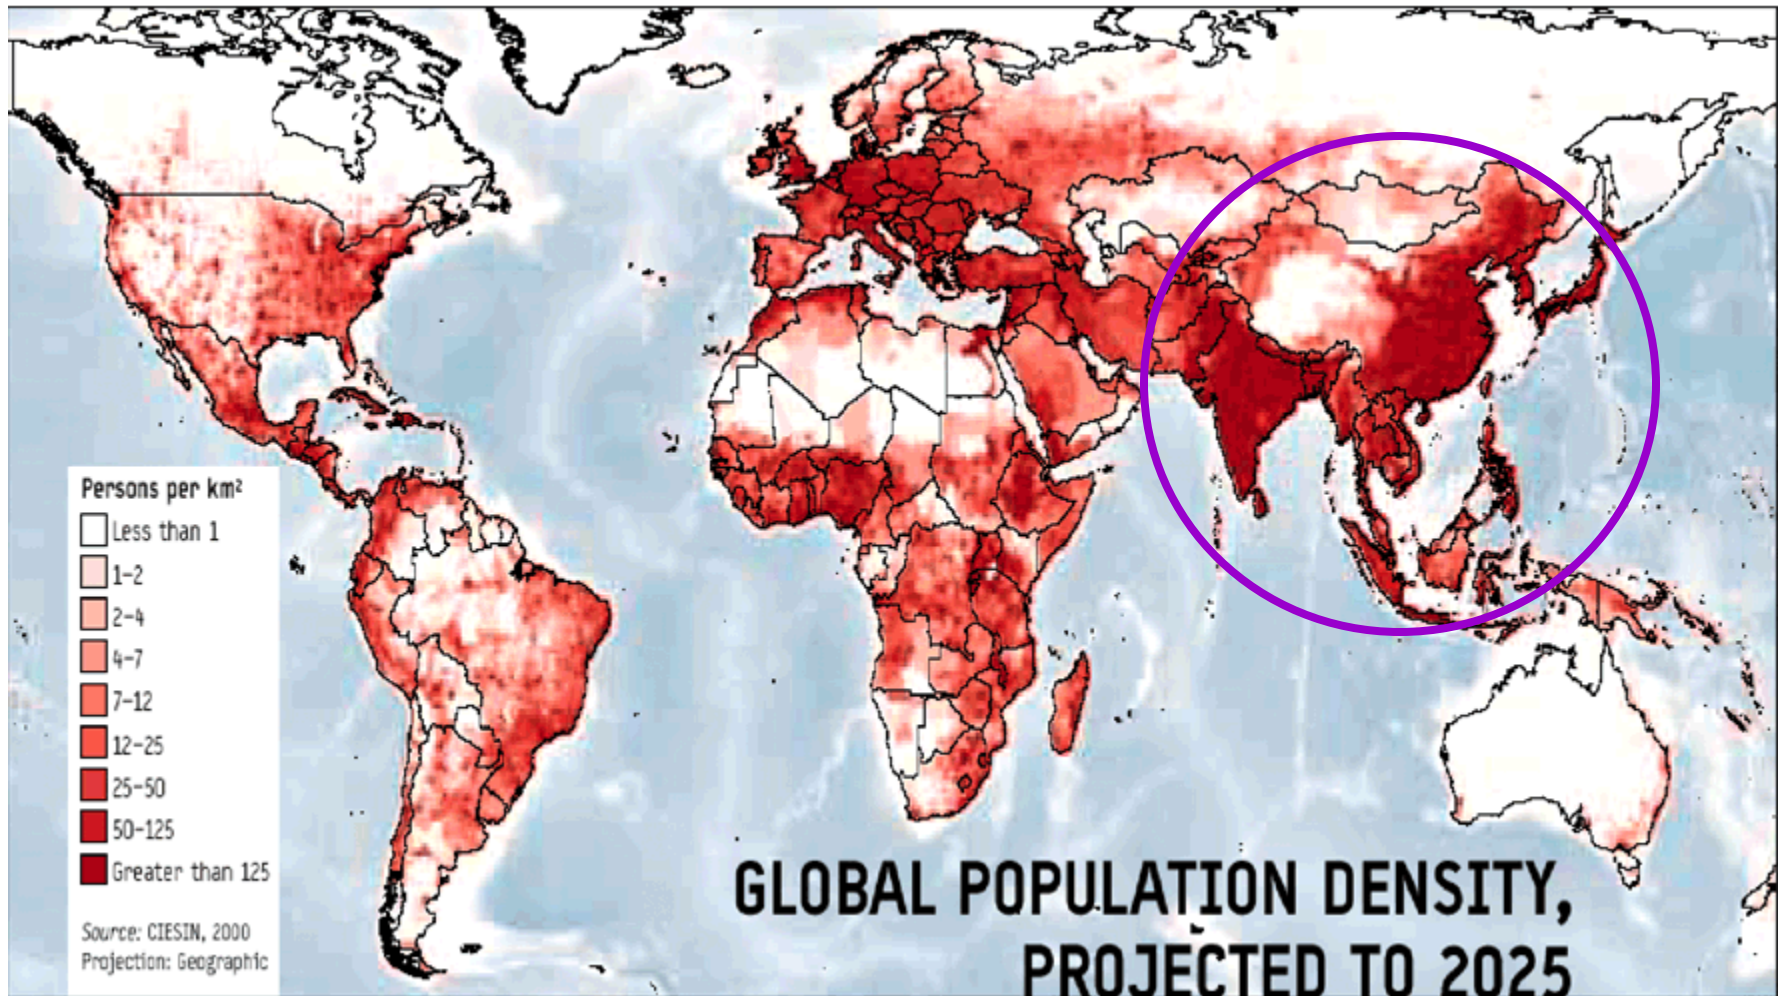 Persons per km²
Less than 1
1–2
2–4
4–7
7–12
12–25
25–50
50–125
Greater than 125
Source: CIESIN, 2000
Projection: Geographic
GLOBAL POPULATION DENSITY,
PROJECTED TO 2025